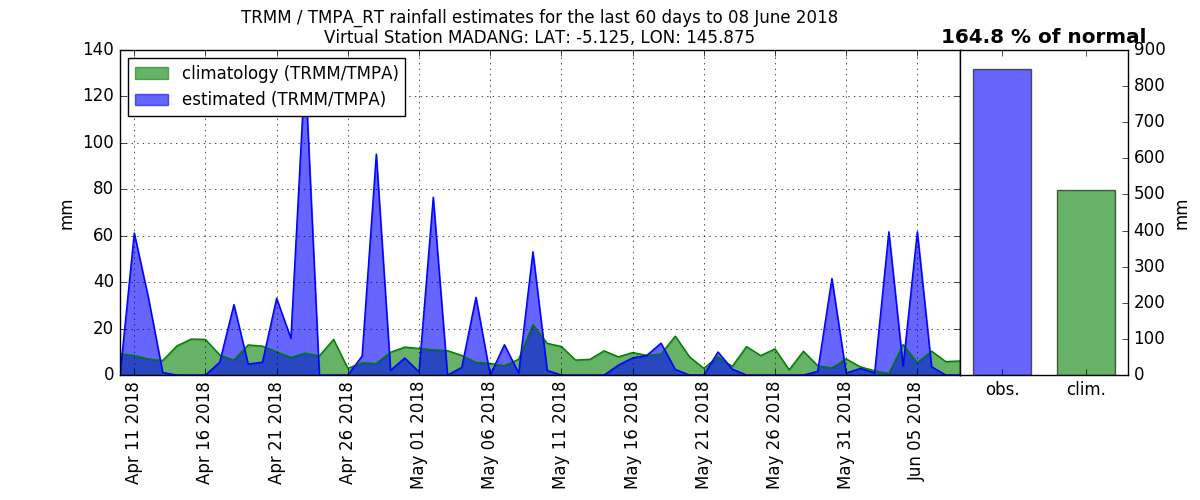 TRMM / TMPA_RT rainfall estimates for the last 60 days to 08 June 2018
Virtual Station MADANG: LAT: -5.125, LON: 145.875
164.8 % of normal
climatology (TRMM/TMPA)
estimated (TRMM/TMPA)
mm
140
120
100
80
60
40
20
0
Apr 11 2018
Apr 16 2018
Apr 21 2018
Apr 26 2018
May 01 2018
May 06 2018
May 11 2018
May 16 2018
May 21 2018
May 26 2018
May 31 2018
Jun 05 2018
900
800
700
600
500
400
300
200
100
0
mm
obs.
clim.